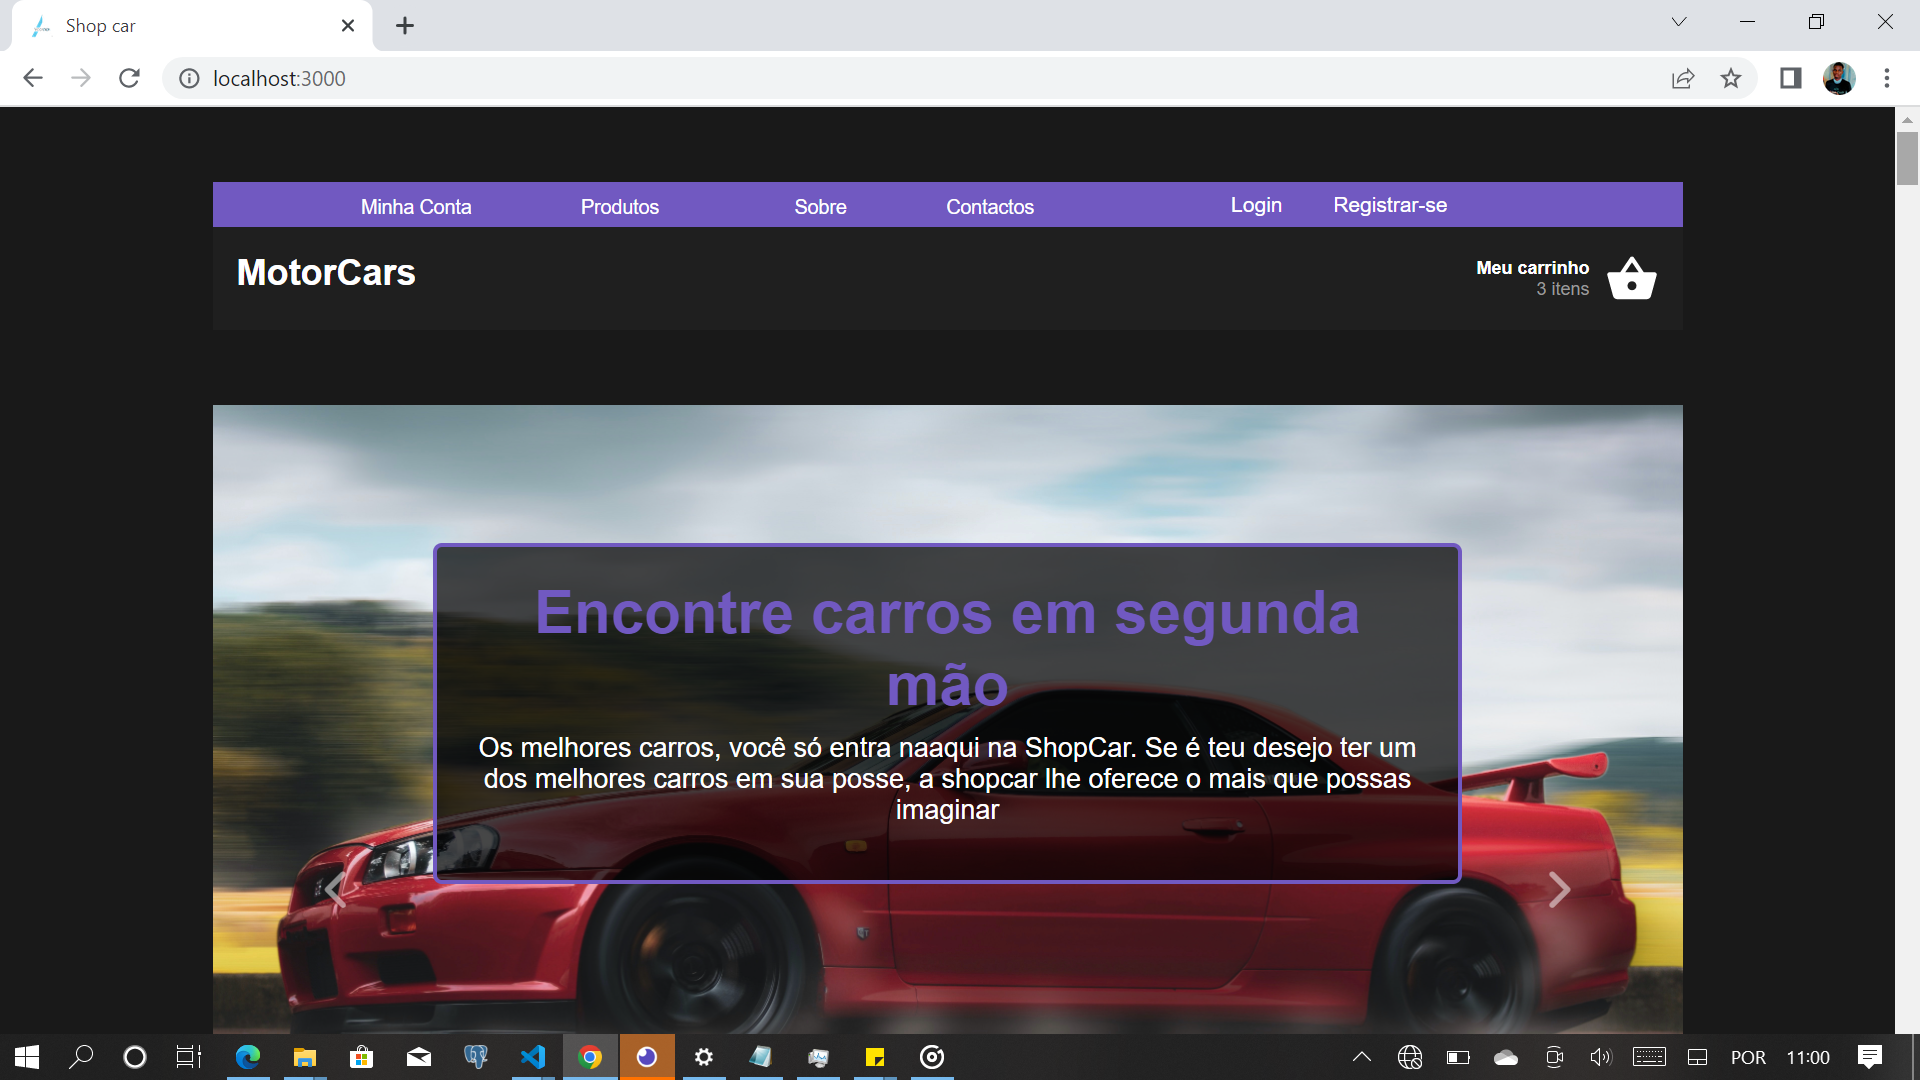 Shop car
localhost:3000
Minha Conta Produtos Sobre Contactos Login Registrar-se
MotorCars
Meu carrinho
3 itens
Encontre carros em segunda
mão
Os melhores carros, você só entra naaqui na ShopCar. Se é teu desejo ter um
dos melhores carros em sua posse, a shopcar lhe oferece o mais que possas
imaginar
POR 11:00